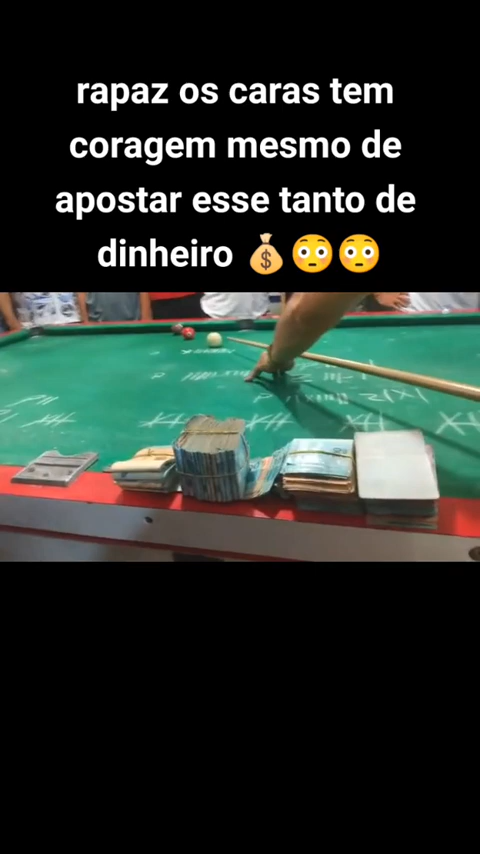 rapaz os caras tem
coragem mesmo de
apostar esse tanto de
dinheiro 💰😳😳